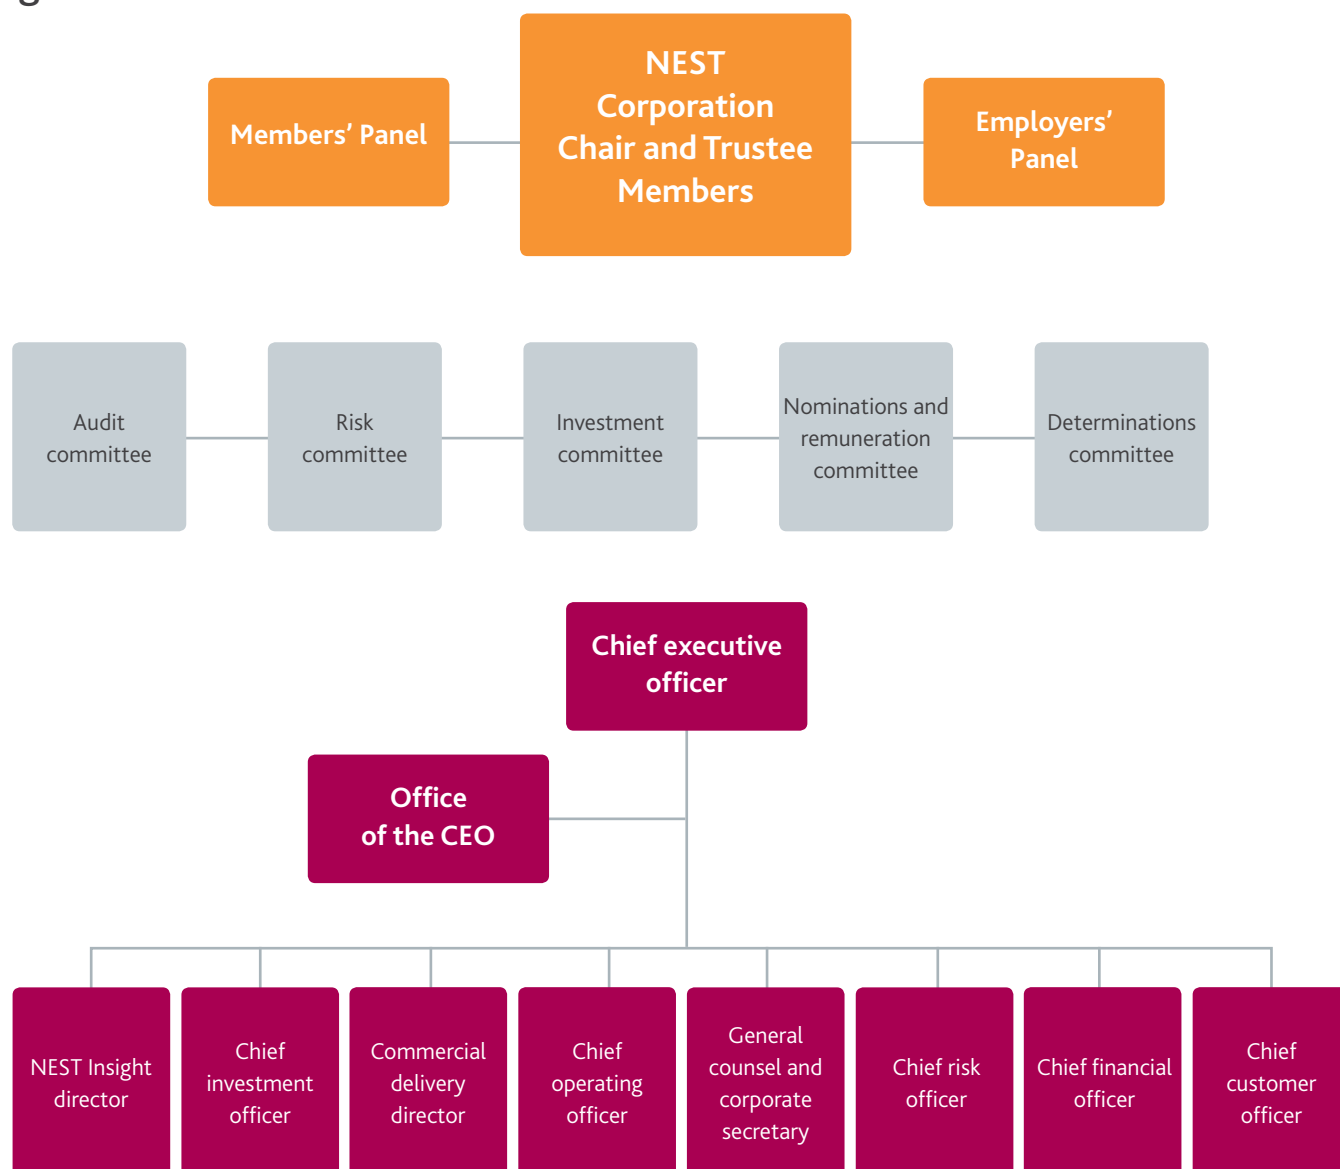 g
NEST
Corporation
Chair and Trustee
Members
Members’ Panel
Employers’
Panel
Audit
committee
Risk
committee
Investment
committee
Nominations and
remuneration
committee
Determinations
committee
Chief executive
officer
Office
of the CEO
NEST Insight
director
Chief
investment
officer
Commercial
delivery
director
Chief
operating
officer
General
counsel and
corporate
secretary
Chief risk
officer
Chief financial
officer
Chief
customer
officer